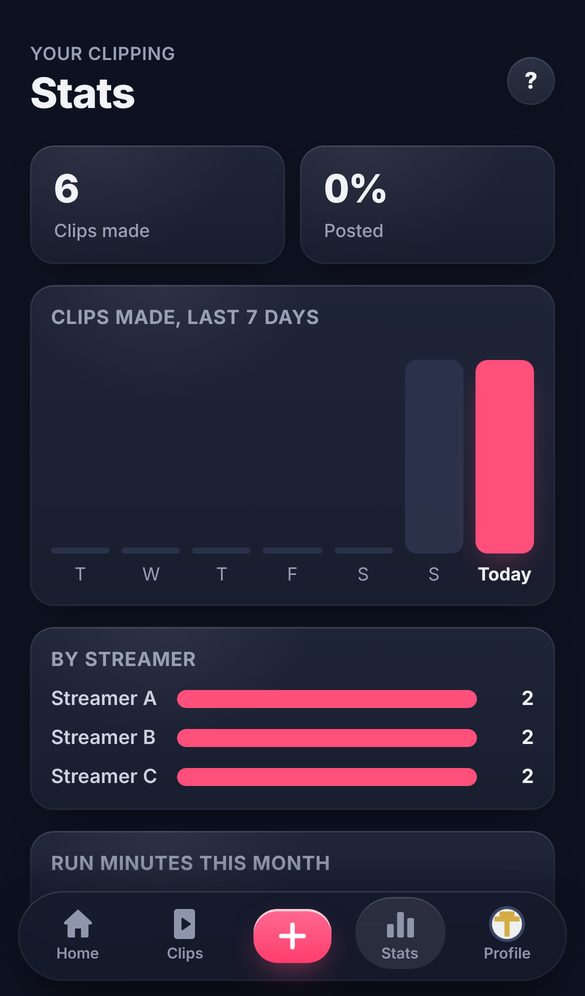 YOUR CLIPPING
Stats
?
6
Clips made
0%
Posted
CLIPS MADE, LAST 7 DAYS
T W T F S S Today
BY STREAMER
Streamer A 2
Streamer B 2
Streamer C 2
RUN MINUTES THIS MONTH
Home Clips Stats Profile